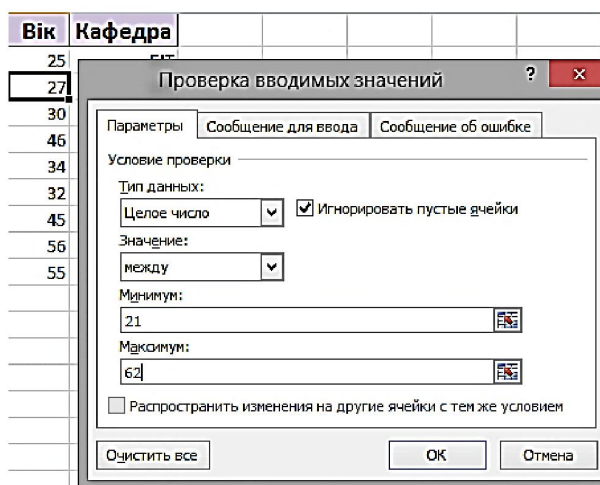 Вік Кафедра
25
27
30
46
34
32
45
56
55
Проверка вводимых значений
?
Параметры Сообщение для ввода Сообщение об ошибке
Условие проверки
Тип данных:
Целое число Игнорировать пустые ячейки
Значение:
между
Минимум:
21
Максимум:
62
Распространить изменения на другие ячейки с тем же условием
Очистить все ОК Отмена